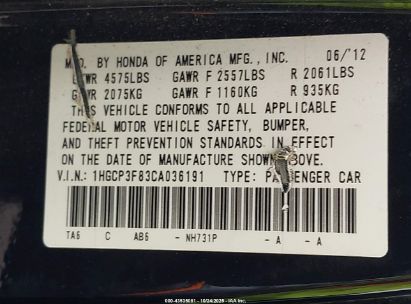 MFD. BY HONDA OF AMERICA MFG., INC. 06/'12
GVWR 4575LBS GAWR F 2557LBS R 2061LBS
GVWR 2075KG GAWR F 1160KG R 935KG
THIS VEHICLE CONFORMS TO ALL APPLICABLE
FEDERAL MOTOR VEHICLE SAFETY, BUMPER,
AND THEFT PREVENTION STANDARDS IN EFFECT
ON THE DATE OF MANUFACTURE SHOWN ABOVE.
V.I.N.: 1HGCP3F83CA036191 TYPE: PASSENGER CAR
TA6 C AB6 - NH731P - A - A